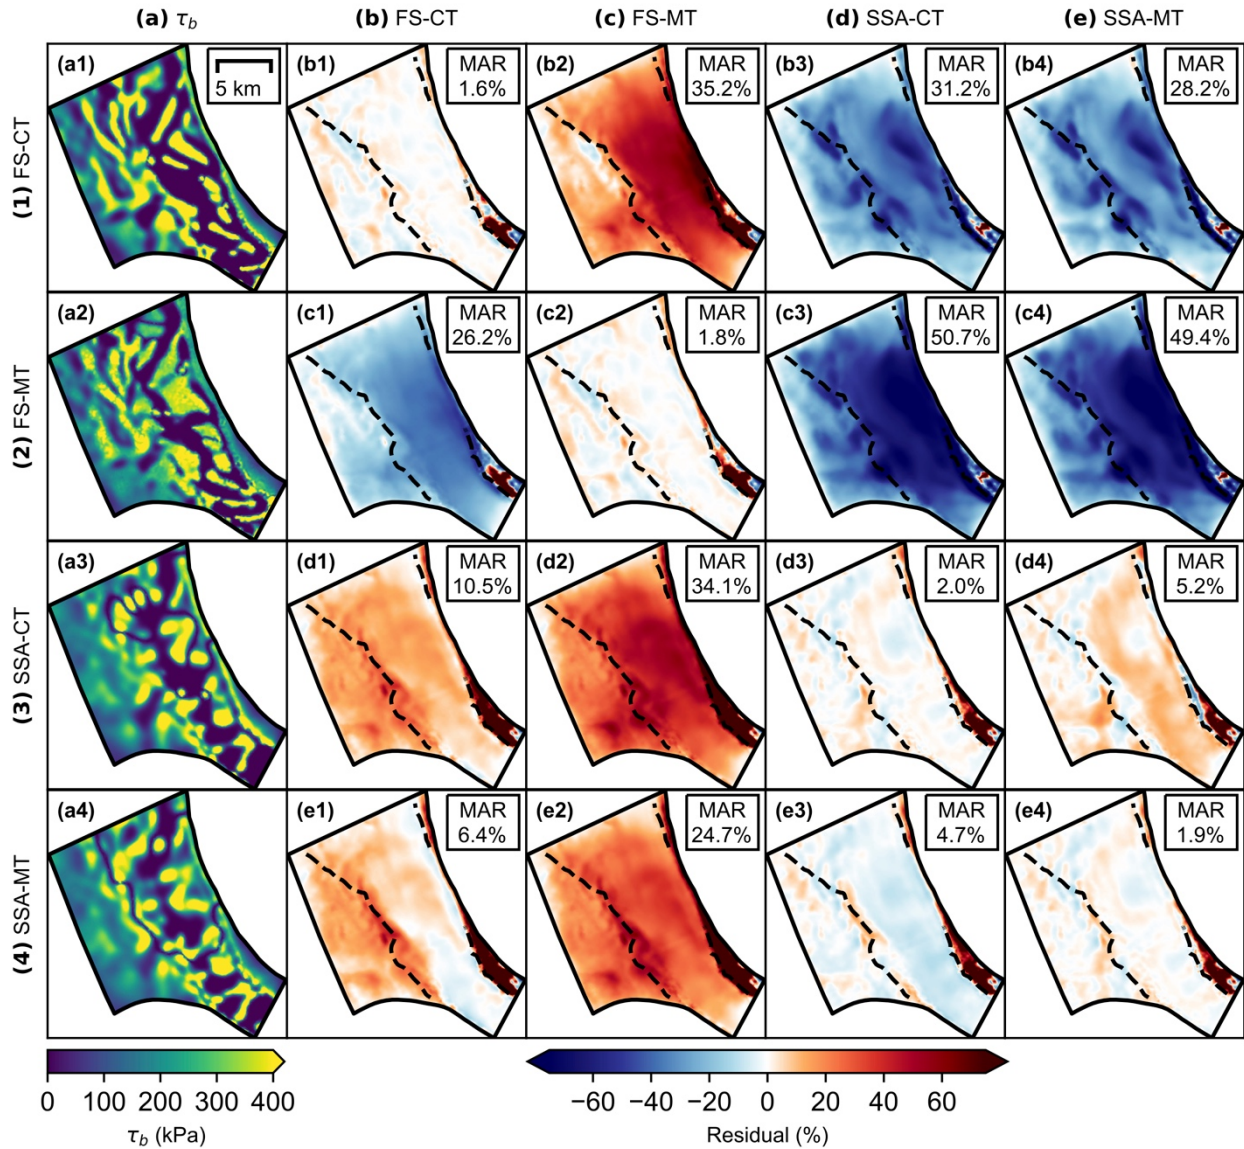 (a) τb (b) FS-CT (c) FS-MT (d) SSA-CT (e) SSA-MT
(1) FS-CT
(a1) 5 km (b1) MAR 1.6% (b2) MAR 35.2% (b3) MAR 31.2% (b4) MAR 28.2%
(2) FS-MT
(a2) (c1) MAR 26.2% (c2) MAR 1.8% (c3) MAR 50.7% (c4) MAR 49.4%
(3) SSA-CT
(a3) (d1) MAR 10.5% (d2) MAR 34.1% (d3) MAR 2.0% (d4) MAR 5.2%
(4) SSA-MT
(a4) (e1) MAR 6.4% (e2) MAR 24.7% (e3) MAR 4.7% (e4) MAR 1.9%
0 100 200 300 400 −60 −40 −20 0 20 40 60
τb (kPa) Residual (%)